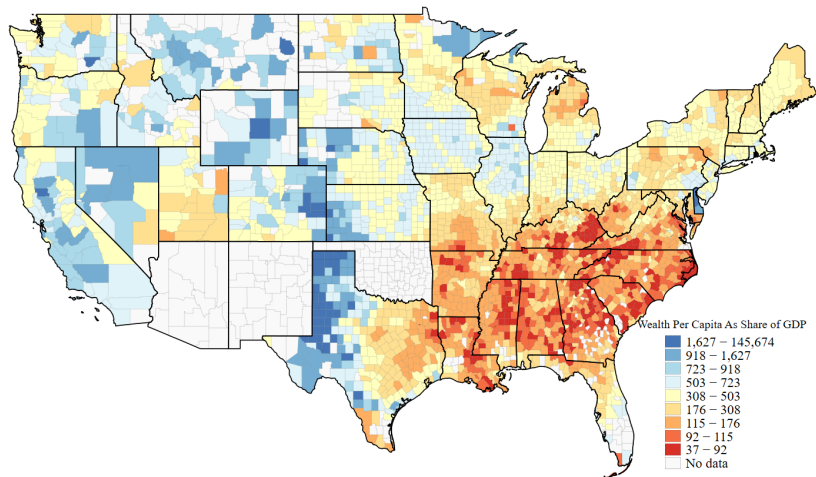 Wealth Per Capita As Share of GDP
1,627 − 145,674
918 − 1,627
723 − 918
503 − 723
308 − 503
176 − 308
115 − 176
92 − 115
37 − 92
No data